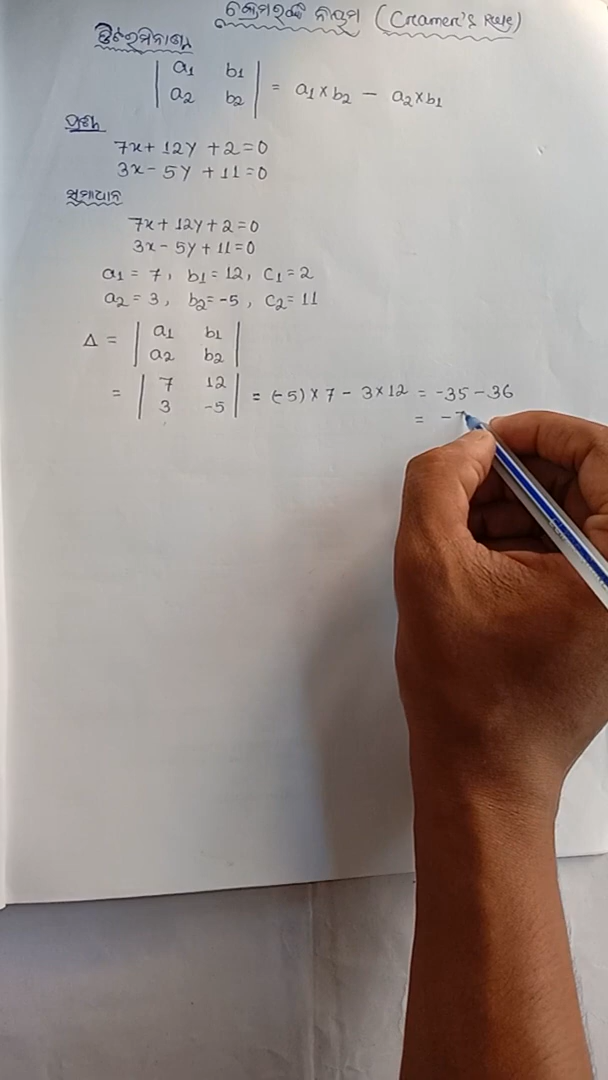 କ୍ରେମରଙ୍କ ନିୟମ (Creamer's Rule)
ଡିଟରମିନାଣ୍ଟ
| a1 b1 |
| a2 b2 | = a1×b2 − a2×b1
ପ୍ରଶ୍ନ
7x + 12y + 2 = 0
3x − 5y + 11 = 0
ସମାଧାନ
7x + 12y + 2 = 0
3x − 5y + 11 = 0
a1 = 7, b1 = 12, c1 = 2
a2 = 3, b2 = -5, c2 = 11
Δ = | a1 b1 |
| a2 b2 |
= | 7 12 |
| 3 -5 | = (-5) × 7 − 3×12 = -35 − 36
= -7